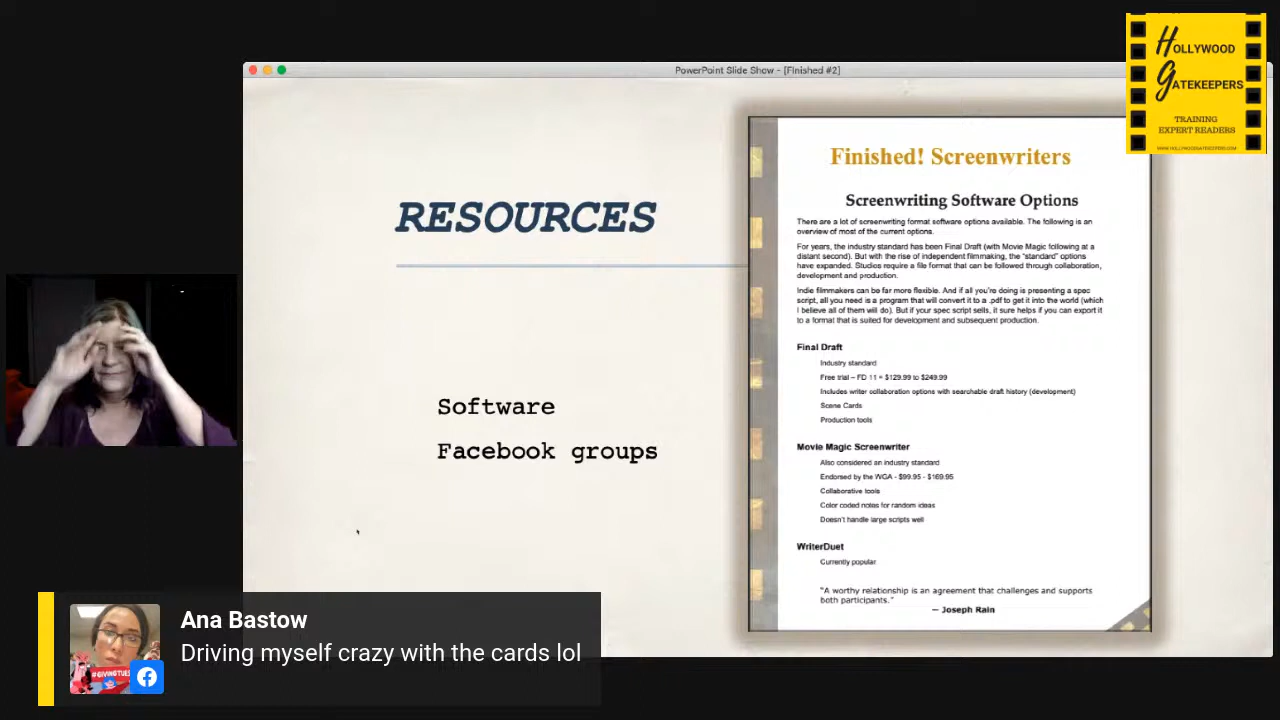 PowerPoint Slide Show - [Finished #2]
HOLLYWOOD
GATEKEEPERS
TRAINING
EXPERT READERS
WWW.HOLLYWOODGATEKEEPERS.COM
RESOURCES
Software
Facebook groups
Finished! Screenwriters
Screenwriting Software Options
There are a lot of screenwriting format software options available. The following is an
overview of most of the current options.
For years, the industry standard has been Final Draft (with Movie Magic following at a
distant second). But with the rise of independent filmmaking, the "standard" options
have expanded. Studios require a file format that can be followed through collaboration,
development and production.
Indie filmmakers can be far more flexible. And if all you're doing is presenting a spec
script, all you need is a program that will convert it to a .pdf to get it into the world (which
I believe all of them will do). But if your spec script sells, it sure helps if you can export it
to a format that is suited for development and subsequent production.
Final Draft
Industry standard
Free trial – FD 11 = $129.99 to $249.99
Includes writer collaboration options with searchable draft history (development)
Scene Cards
Production tools
Movie Magic Screenwriter
Also considered an industry standard
Endorsed by the WGA - $99.95 - $169.95
Collaborative tools
Color coded notes for random ideas
Doesn't handle large scripts well
WriterDuet
Currently popular
"A worthy relationship is an agreement that challenges and supports
both participants."
— Joseph Rain
Ana Bastow
Driving myself crazy with the cards lol